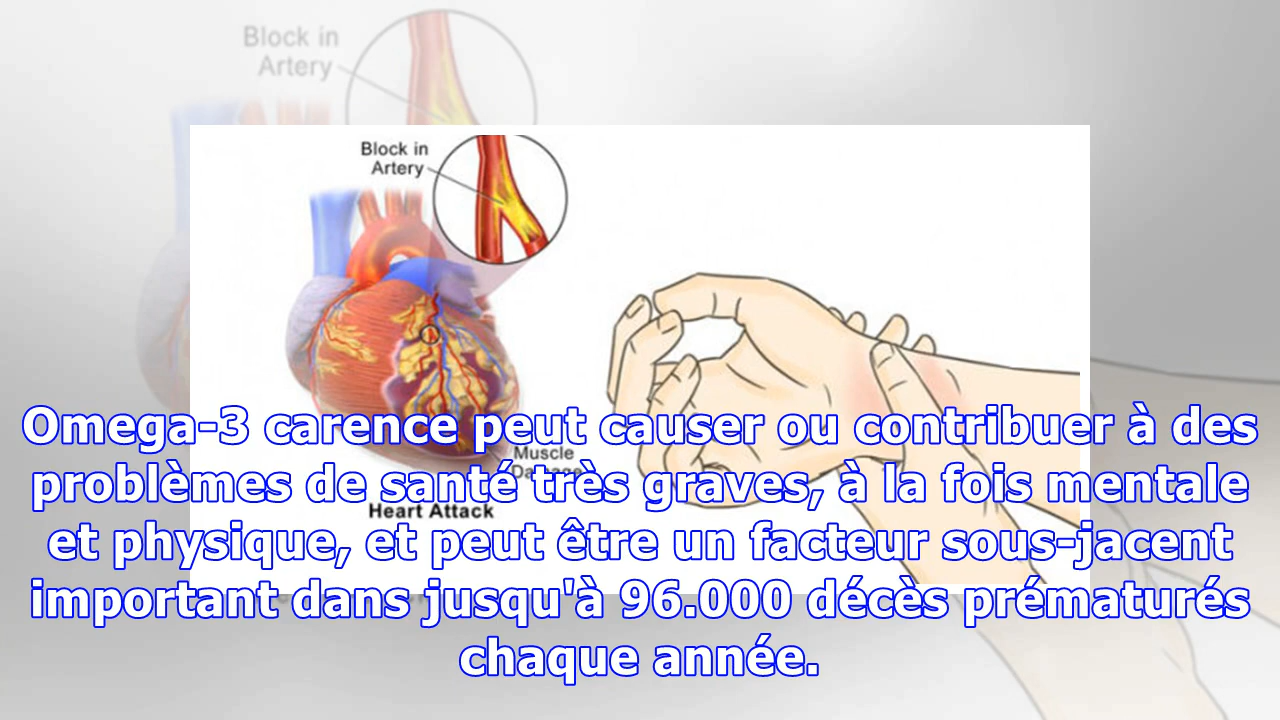 Block in
Artery
Block in
Artery
Omega-3 carence peut causer ou contribuer à des
Muscle
problèmes de santé très graves, à la fois mentale
Heart Attack
et physique, et peut être un facteur sous-jacent
important dans jusqu'à 96.000 décès prématurés
chaque année.